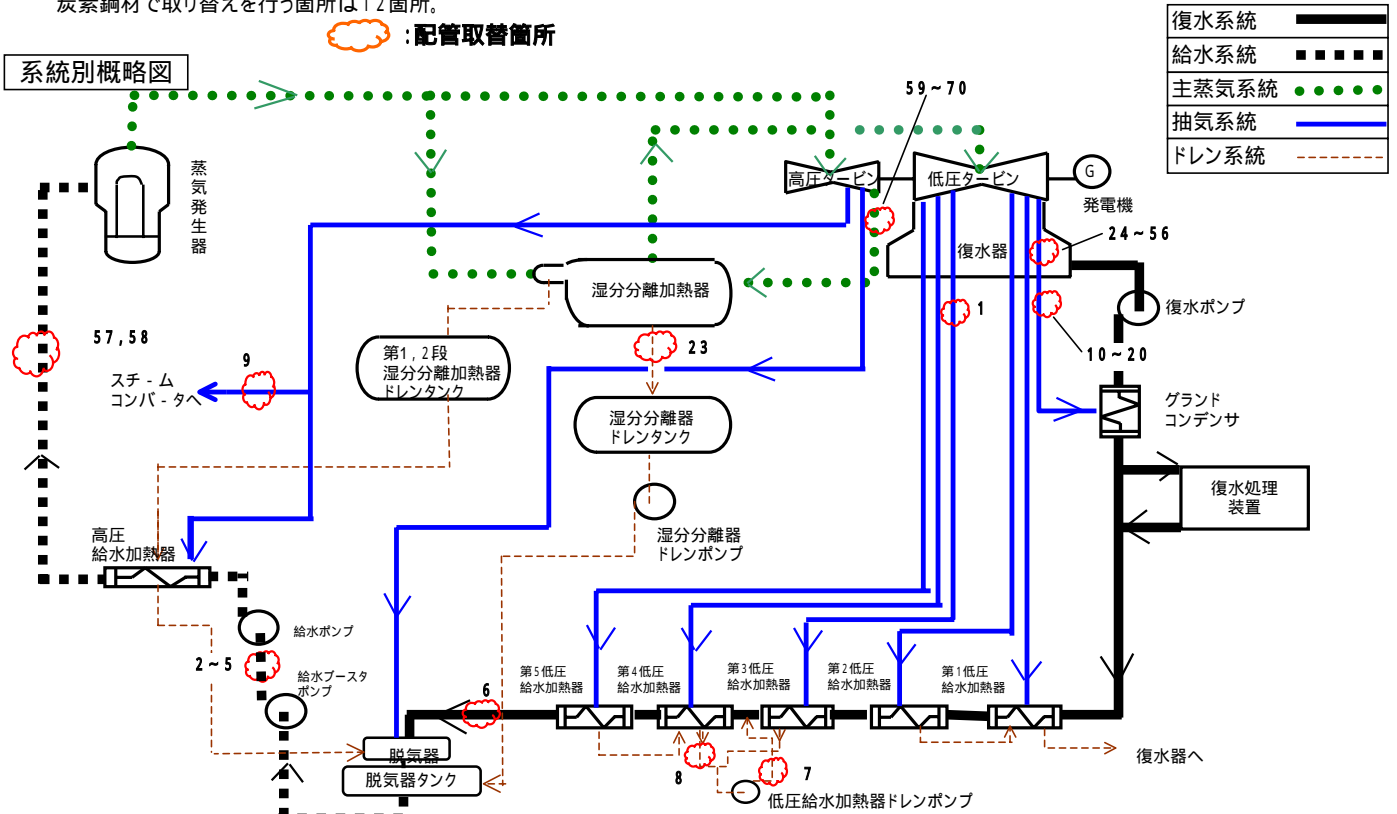 炭素鋼材で取り替えを行う箇所は12箇所。
:配管取替箇所
系統別概略図
復水系統
給水系統
主蒸気系統
抽気系統
ドレン系統
59~70
蒸気発生器
高圧タービン
低圧タービン
G
発電機
24~56
復水器
湿分分離加熱器
復水ポンプ
1
57,58
9
23
10~20
スチ-ム
コンバ-タへ
第1,2段
湿分分離加熱器
ドレンタンク
湿分分離器
ドレンタンク
グランド
コンデンサ
復水処理
装置
湿分分離器
ドレンポンプ
高圧
給水加熱器
給水ポンプ
2~5
給水ブースタ
ポンプ
6
第5低圧
給水加熱器
第4低圧
給水加熱器
第3低圧
給水加熱器
第2低圧
給水加熱器
第1低圧
給水加熱器
脱気器
脱気器タンク
8
7
復水器へ
低圧給水加熱器ドレンポンプ